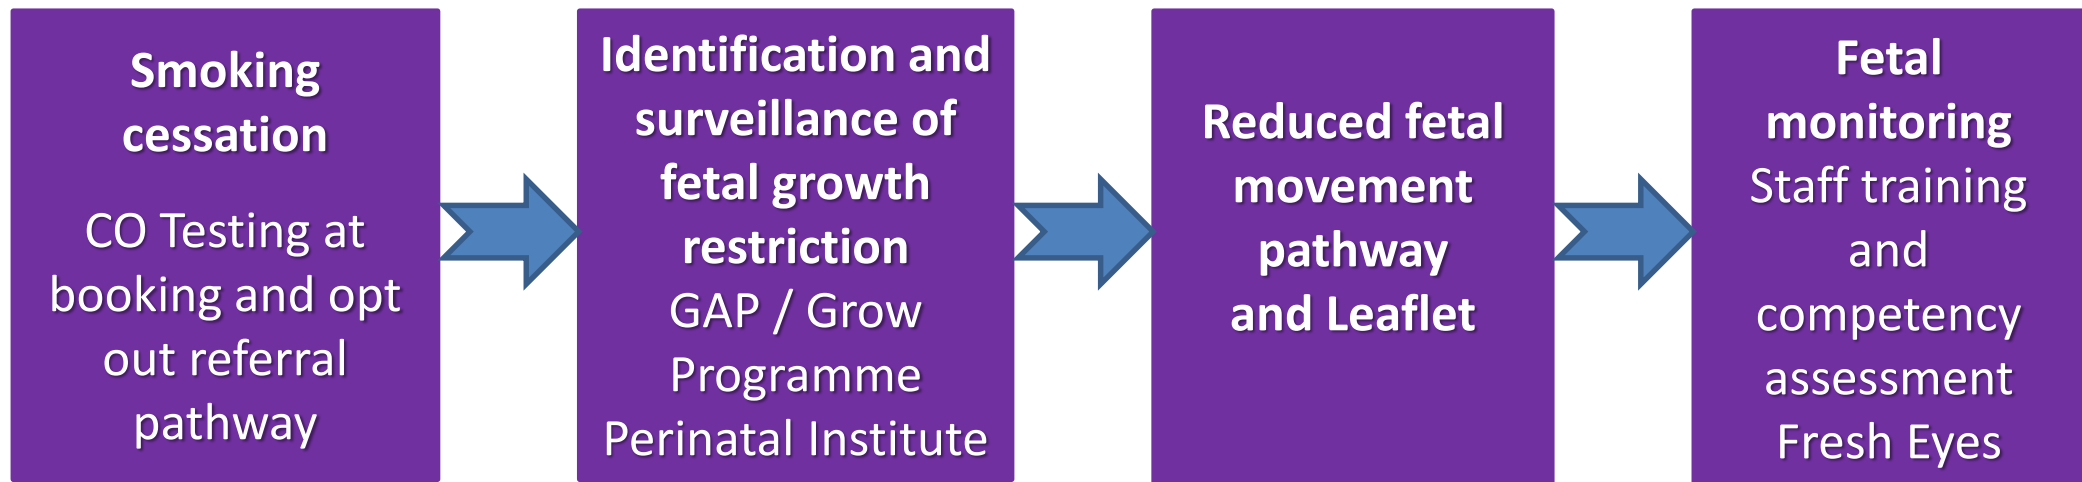 Smoking
cessation
CO Testing at
booking and opt
out referral
pathway
Identification and
surveillance of
fetal growth
restriction
GAP / Grow
Programme
Perinatal Institute
Reduced fetal
movement
pathway
and Leaflet
Fetal
monitoring
Staff training
and
competency
assessment
Fresh Eyes